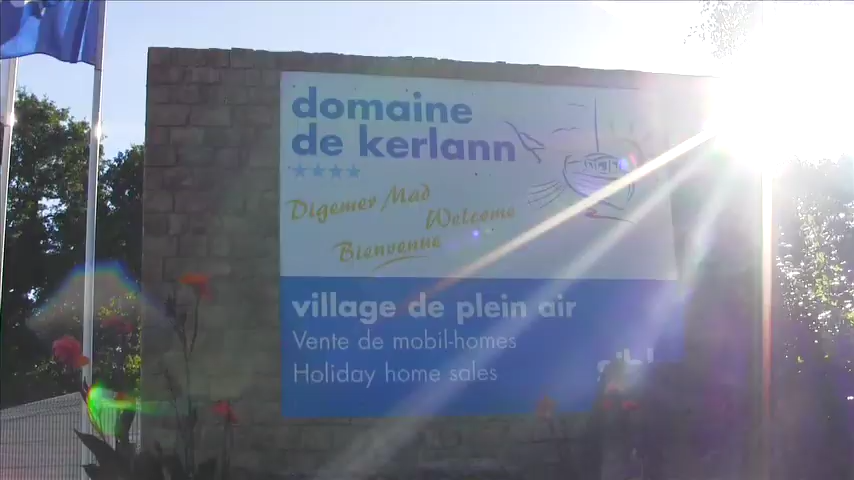 domaine
de kerlann
Digemer Mad
Welcome
Bienvenue
village de plein air
Vente de mobil-homes
Holiday home sales